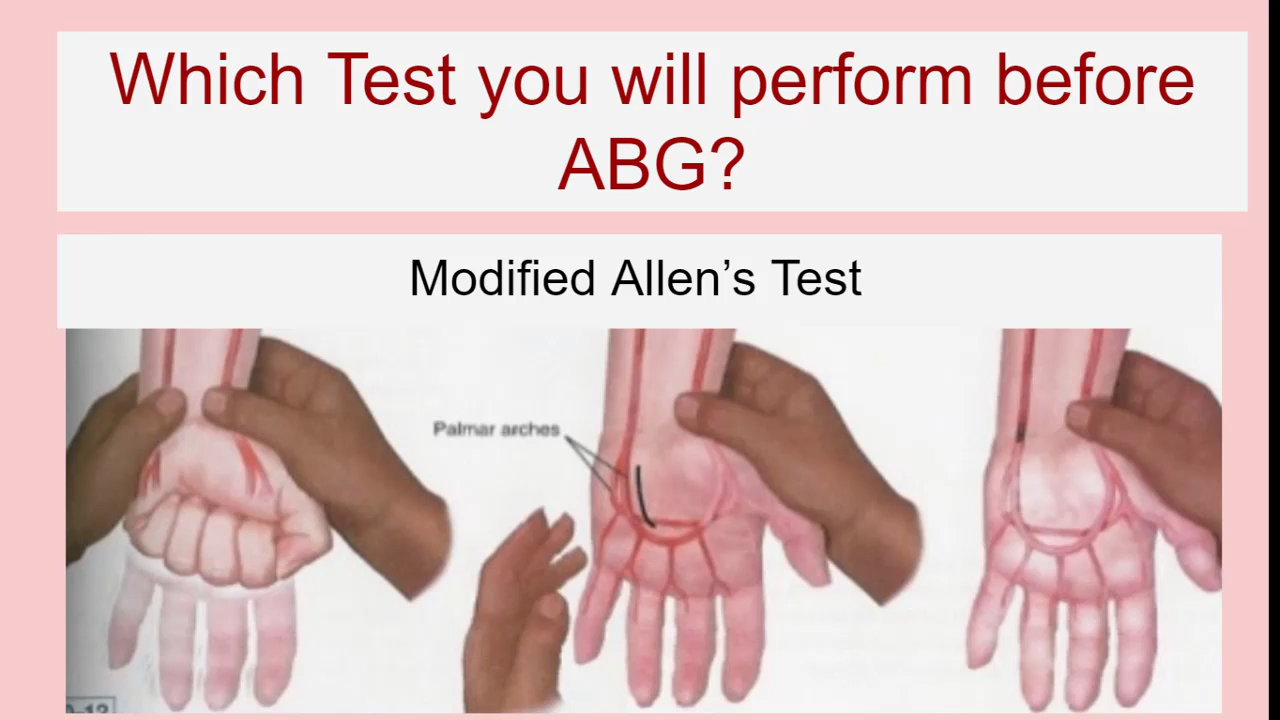 Which Test you will perform before
ABG?
Modified Allen’s Test
Palmar arches